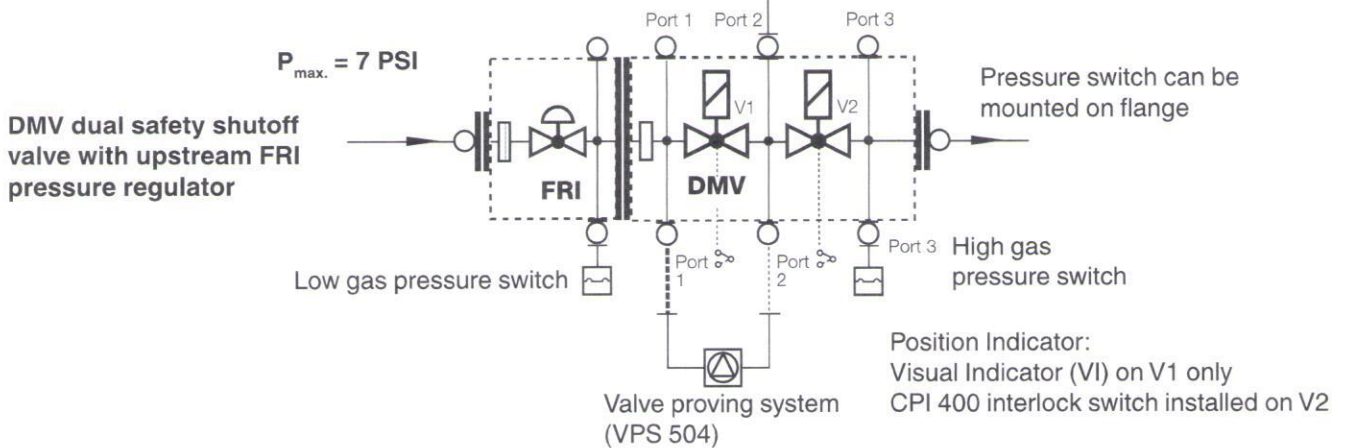 Port 1
Port 2
Port 3
Pmax. = 7 PSI
Pressure switch can be
mounted on flange
V1
V2
DMV dual safety shutoff
valve with upstream FRI
pressure regulator
FRI
DMV
Port
1
Port
2
Port 3
High gas
pressure switch
Low gas pressure switch
Position Indicator:
Visual Indicator (VI) on V1 only
CPI 400 interlock switch installed on V2
Valve proving system
(VPS 504)